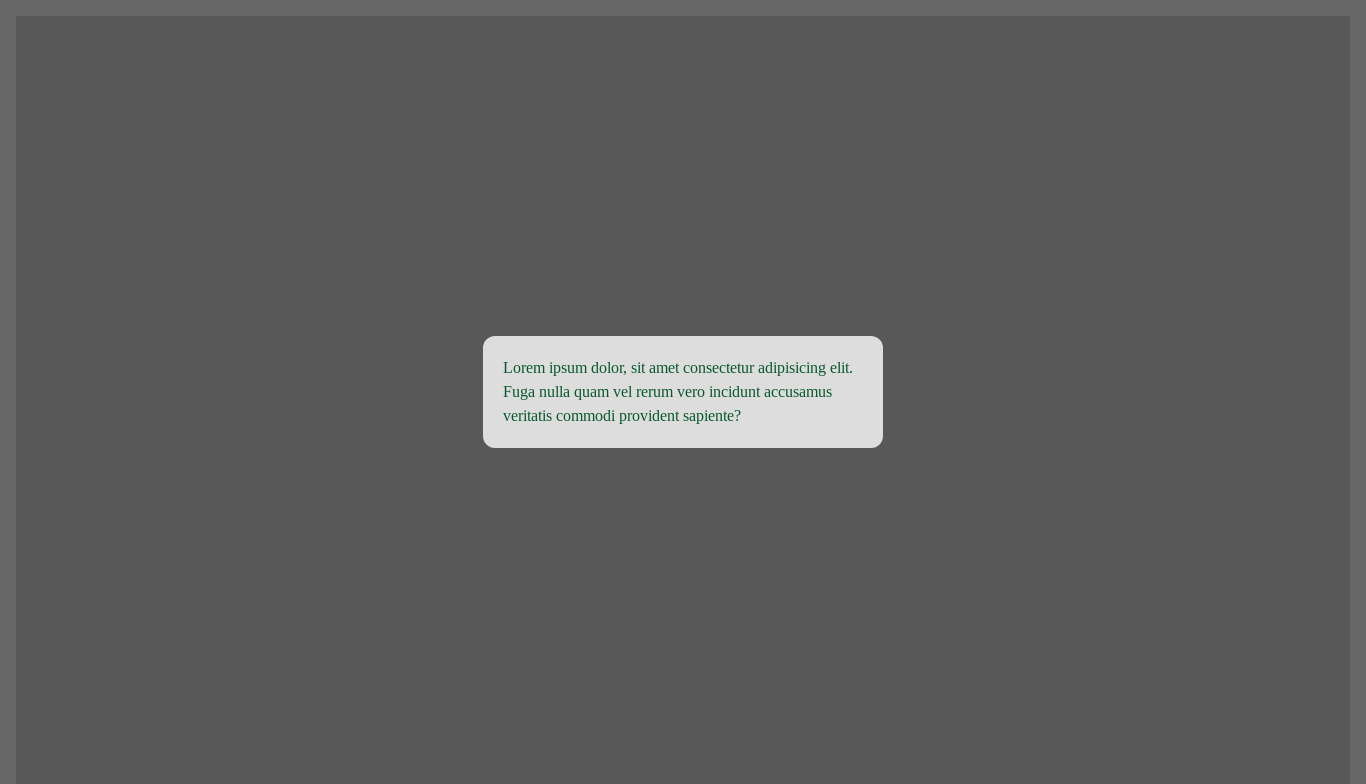 Lorem ipsum dolor, sit amet consectetur adipisicing elit.
Fuga nulla quam vel rerum vero incidunt accusamus
veritatis commodi provident sapiente?